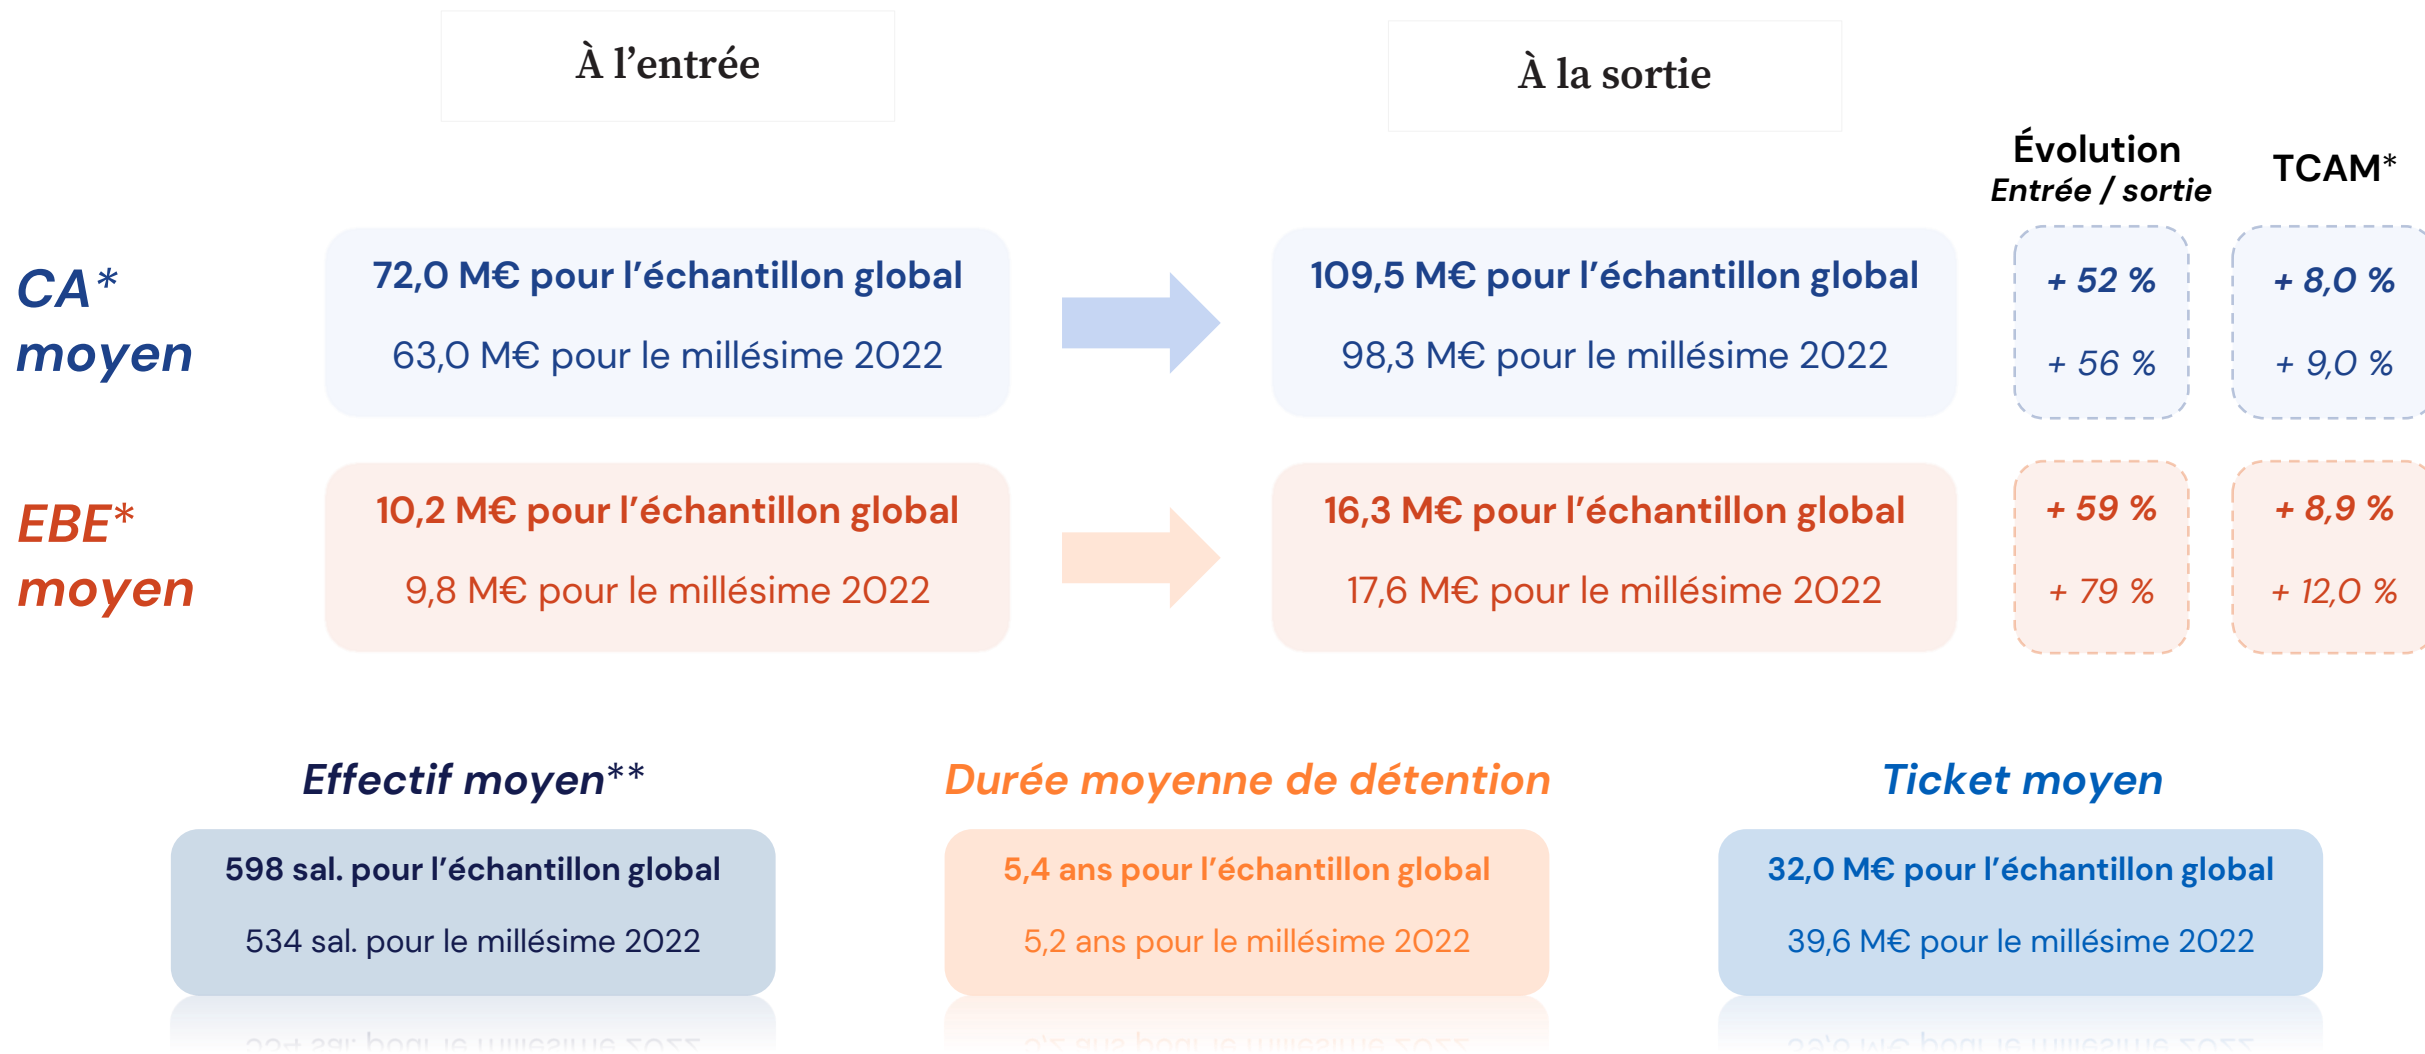 À l’entrée
À la sortie
Évolution
Entrée / sortie
TCAM*
CA*
moyen
72,0 M€ pour l’échantillon global
63,0 M€ pour le millésime 2022
109,5 M€ pour l’échantillon global
98,3 M€ pour le millésime 2022
+ 52 %
+ 56 %
+ 8,0 %
+ 9,0 %
EBE*
moyen
10,2 M€ pour l’échantillon global
9,8 M€ pour le millésime 2022
16,3 M€ pour l’échantillon global
17,6 M€ pour le millésime 2022
+ 59 %
+ 79 %
+ 8,9 %
+ 12,0 %
Effectif moyen**
598 sal. pour l’échantillon global
534 sal. pour le millésime 2022
Durée moyenne de détention
5,4 ans pour l’échantillon global
5,2 ans pour le millésime 2022
Ticket moyen
32,0 M€ pour l’échantillon global
39,6 M€ pour le millésime 2022